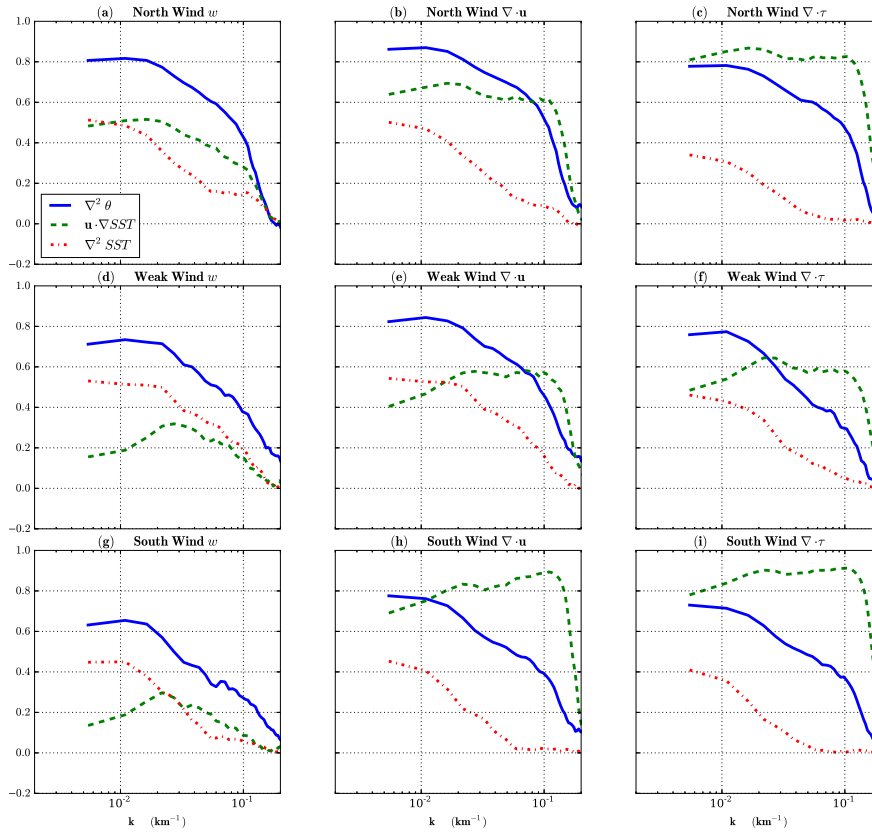 (a) North Wind w
(b) North Wind ∇ · u
(c) North Wind ∇ · τ
1.0
0.8
0.6
0.4
0.2
0.0
−0.2
∇² θ
u · ∇SST
∇² SST
(d) Weak Wind w
(e) Weak Wind ∇ · u
(f) Weak Wind ∇ · τ
1.0
0.8
0.6
0.4
0.2
0.0
−0.2
(g) South Wind w
(h) South Wind ∇ · u
(i) South Wind ∇ · τ
1.0
0.8
0.6
0.4
0.2
0.0
−0.2
10⁻² 10⁻¹ 10⁻² 10⁻¹ 10⁻² 10⁻¹
k (km⁻¹) k (km⁻¹) k (km⁻¹)